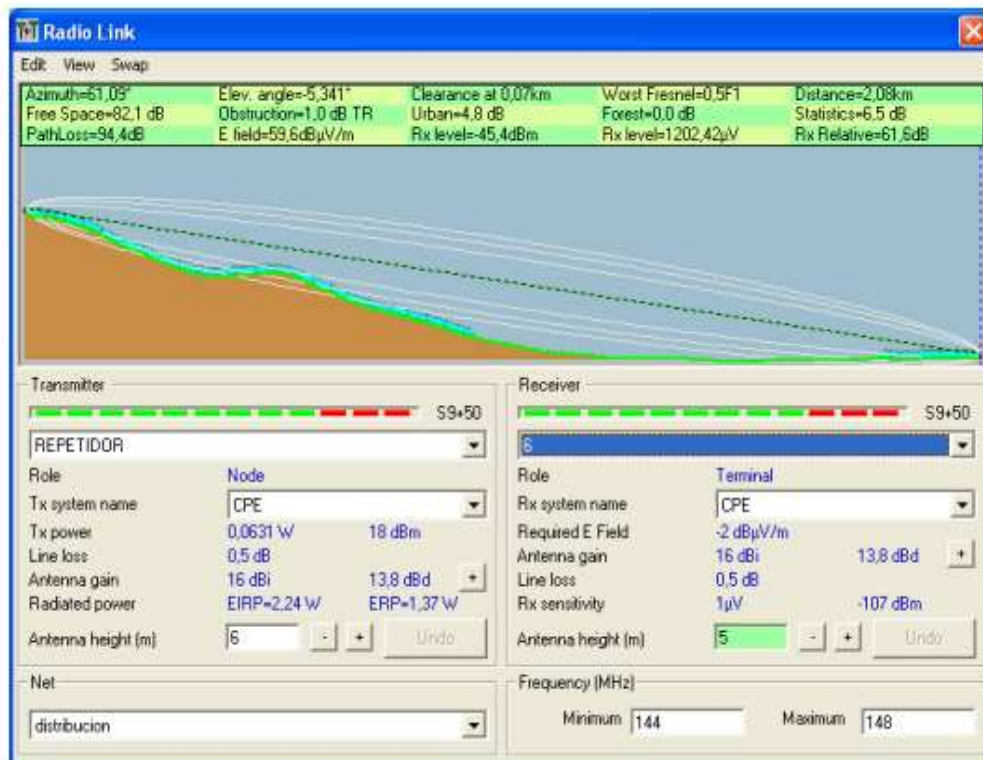 Radio Link
Edit View Swap
Azimuth=61,09° Elev. angle=-5,341° Clearance at 0,07km Worst Fresnel=0,5F1 Distance=2,08km
Free Space=82,1 dB Obstruction=1,0 dB TR Urban=4,8 dB Forest=0,0 dB Statistics=6,5 dB
PathLoss=94,4dB E field=59,6dBµV/m Rx level=-45,4dBm Rx level=1202,42µV Rx Relative=61,6dB
Transmitter
S9+50
REPETIDOR
Role Node
Tx system name CPE
Tx power 0,0631 W 18 dBm
Line loss 0,5 dB
Antenna gain 16 dBi 13,8 dBd +
Radiated power EIRP=2,24 W ERP=1,37 W
Antenna height (m) 6 - + Undo
Receiver
S9+50
6
Role Terminal
Rx system name CPE
Required E Field -2 dBµV/m
Antenna gain 16 dBi 13,8 dBd +
Line loss 0,5 dB
Rx sensitivity 1µV -107 dBm
Antenna height (m) 5 - + Undo
Net
distribucion
Frequency (MHz)
Minimum 144 Maximum 148